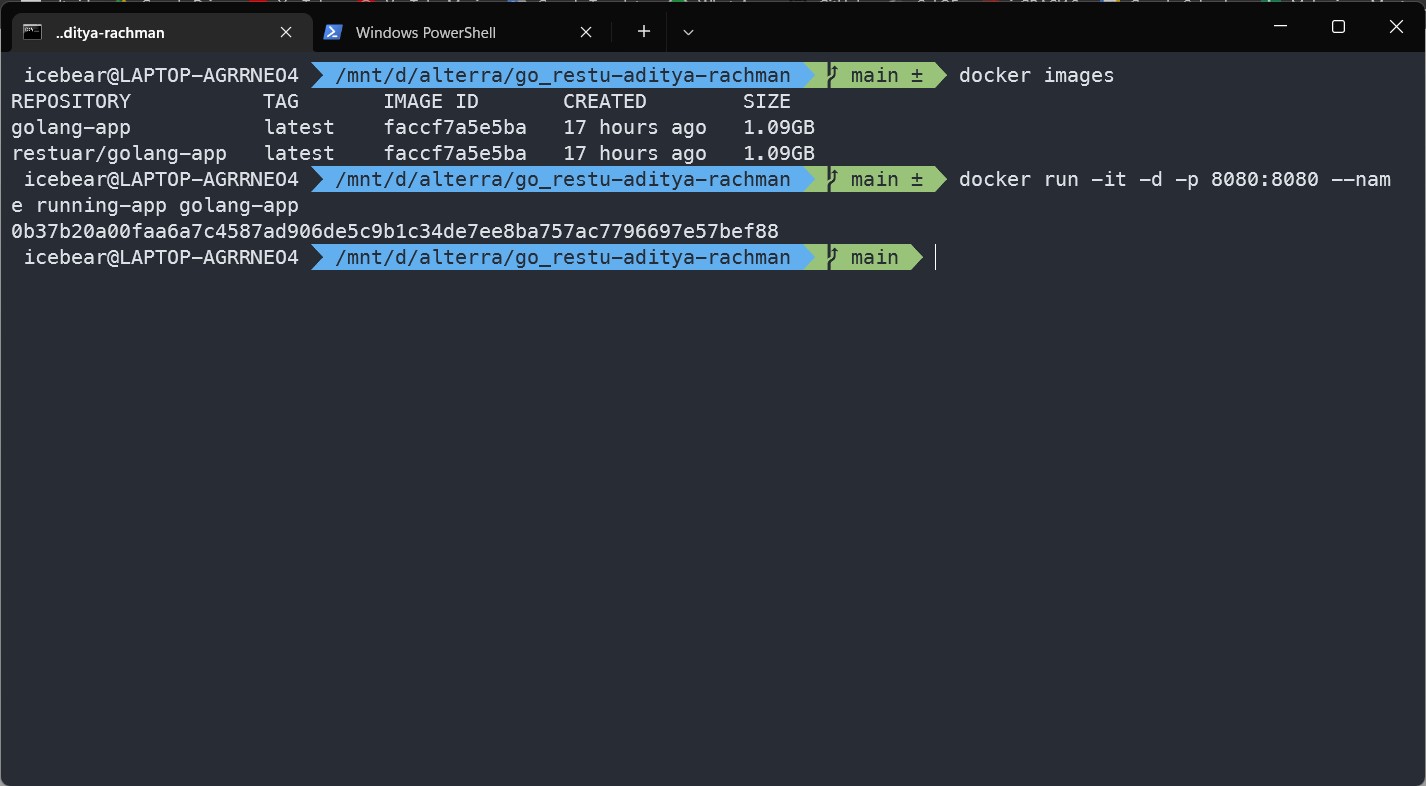 ..ditya-rachman
Windows PowerShell
icebear@LAPTOP-AGRRNEO4 /mnt/d/alterra/go_restu-aditya-rachman main ± docker images
REPOSITORY TAG IMAGE ID CREATED SIZE
golang-app latest faccf7a5e5ba 17 hours ago 1.09GB
restuar/golang-app latest faccf7a5e5ba 17 hours ago 1.09GB
icebear@LAPTOP-AGRRNEO4 /mnt/d/alterra/go_restu-aditya-rachman main ± docker run -it -d -p 8080:8080 --nam
e running-app golang-app
0b37b20a00faa6a7c4587ad906de5c9b1c34de7ee8ba757ac7796697e57bef88
icebear@LAPTOP-AGRRNEO4 /mnt/d/alterra/go_restu-aditya-rachman main